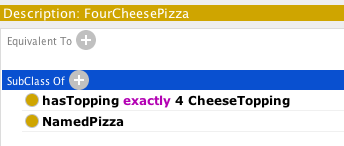 Description: FourCheesePizza
Equivalent To
SubClass Of
hasTopping exactly 4 CheeseTopping
NamedPizza